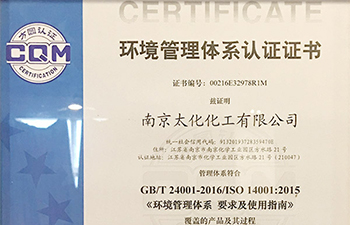 CERTIFICATE
方圆认证
CQM
CERTIFICATION
环境管理体系认证证书
证书编号：00216E32978R1M
兹证明
南京太化化工有限公司
管理体系符合
GB/T 24001-2016/ISO 14001:2015
《环境管理体系 要求及使用指南》
覆盖的产品及其过程